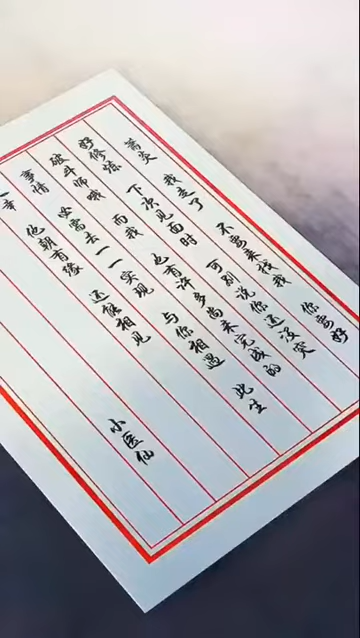 萧炎 我走了 不要来找我 你要好
好修炼 下次见面时 可别说你还没突
破斗师哦 而我 也有许多尚未完成的
事情 必需去一一实现 与你相遇 此生
幸 他朝有缘 还能相见
小医仙